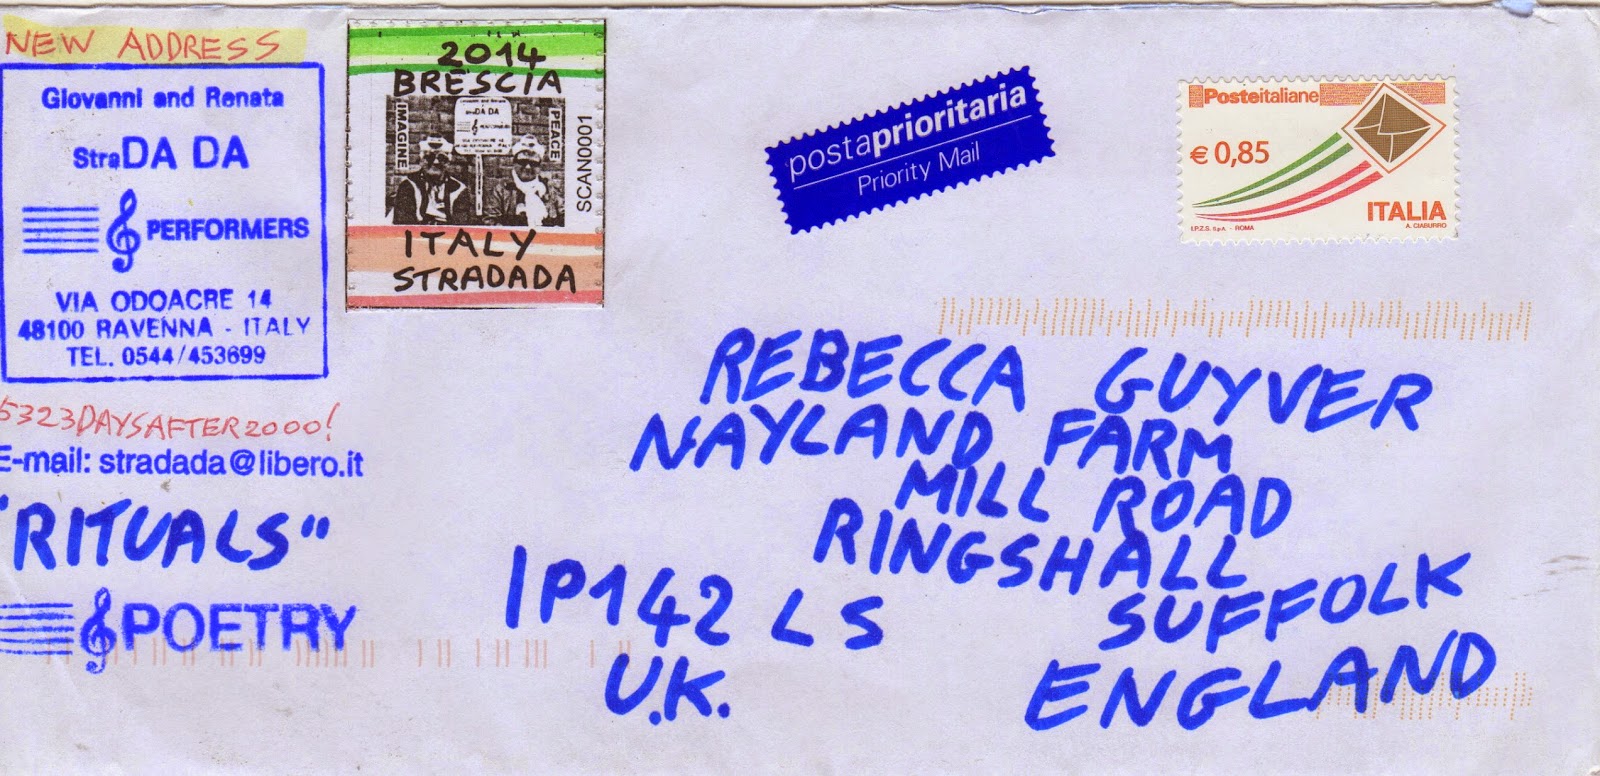 NEW ADDRESS
Giovanni and Renata
StraDA DA
PERFORMERS
VIA ODOACRE 14
48100 RAVENNA - ITALY
TEL. 0544/453699
5323DAYSAFTER2000!
E-mail: stradada@libero.it
"RITUALS"
POETRY
2014
BRESCIA
IMAGINE
PEACE
SCAN0001
ITALY
STRADADA
postaprioritaria
Priority Mail
Posteitaliane
€ 0,85
ITALIA
I.P.Z.S. S.p.A. - ROMA
A. CIABURRO
REBECCA GUYVER
NAYLAND FARM
MILL ROAD
RINGSHALL
SUFFOLK
IP142 LS
U.K.
ENGLAND